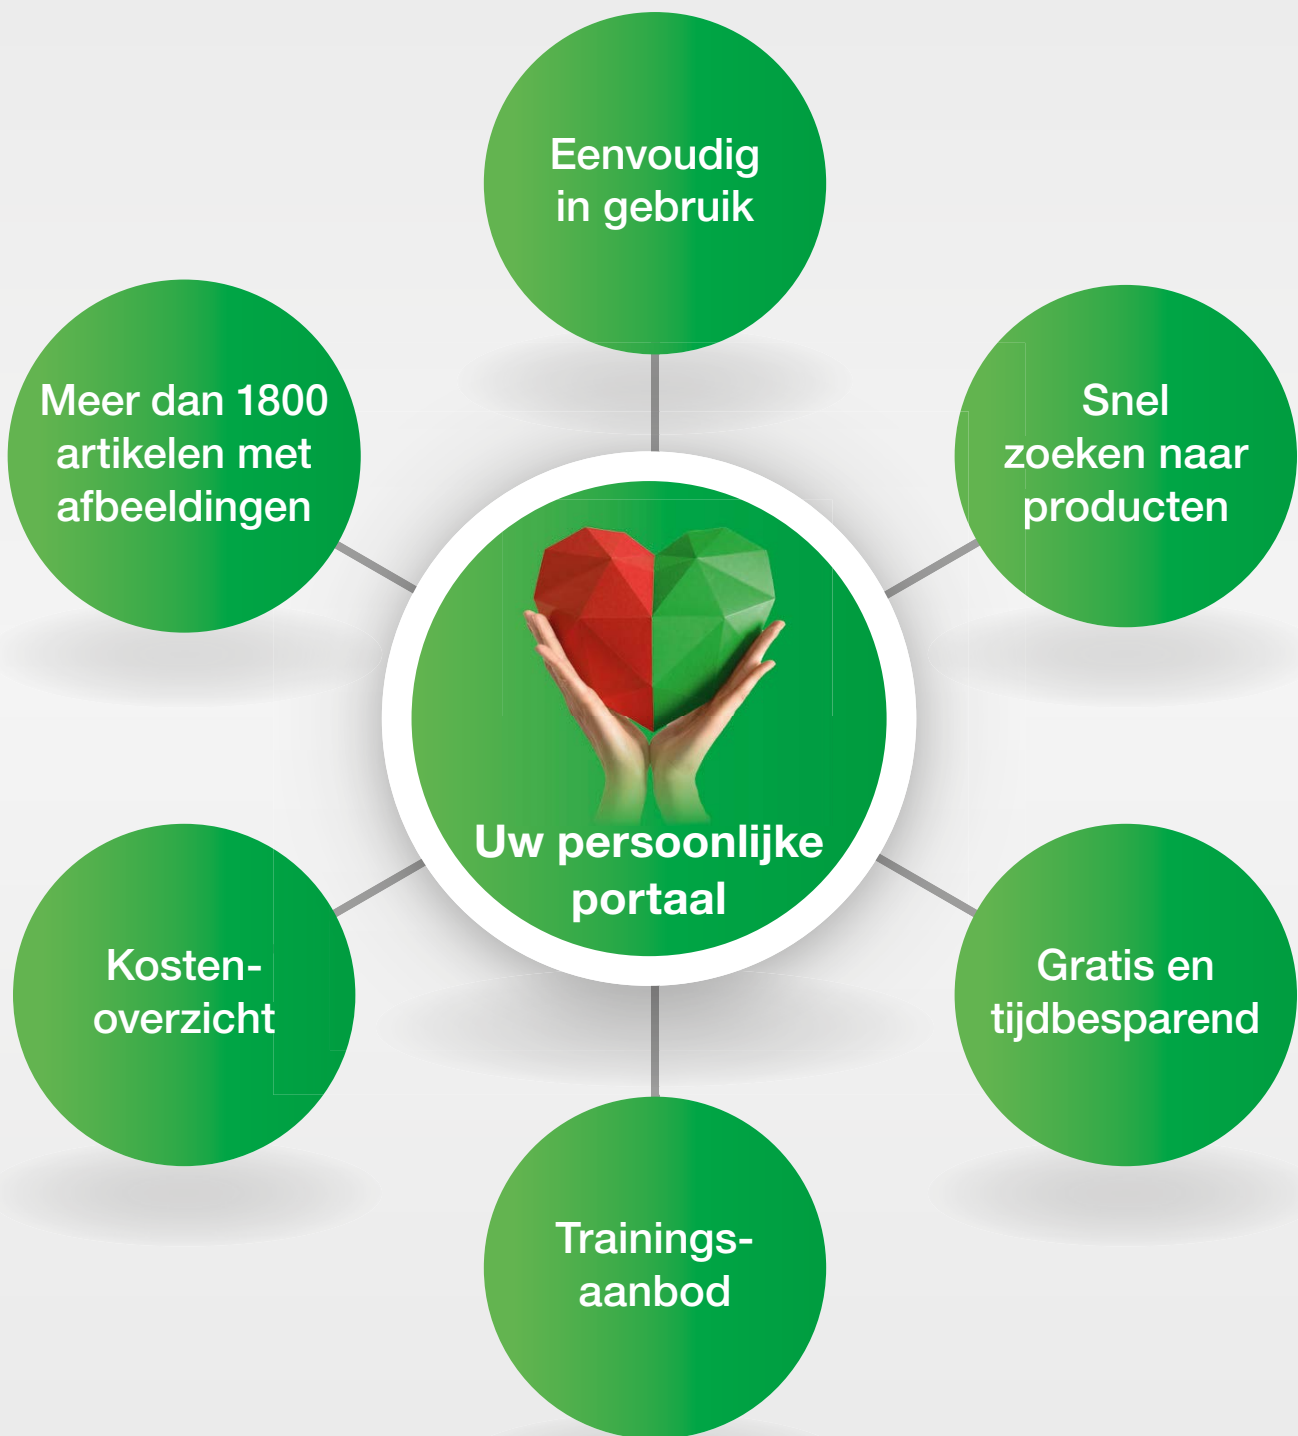 Eenvoudig
in gebruik
Meer dan 1800
artikelen met
afbeeldingen
Snel
zoeken naar
producten
Uw persoonlijke
portaal
Kosten-
overzicht
Gratis en
tijdbesparend
Trainings-
aanbod